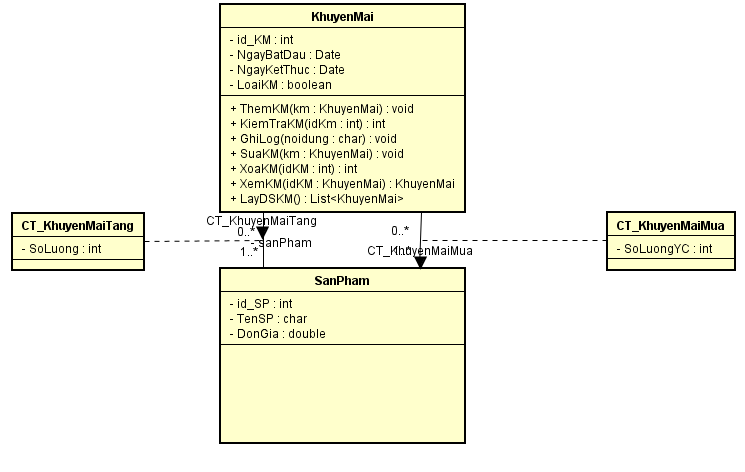 KhuyenMai
- id_KM : int
- NgayBatDau : Date
- NgayKetThuc : Date
- LoaiKM : boolean
+ ThemKM(km : KhuyenMai) : void
+ KiemTraKM(idKm : int) : int
+ GhiLog(noidung : char) : void
+ SuaKM(km : KhuyenMai) : void
+ XoaKM(idKM : int) : int
+ XemKM(idKM : KhuyenMai) : KhuyenMai
+ LayDSKM() : List<KhuyenMai>
CT_KhuyenMaiTang
- SoLuong : int
CT_KhuyenMaiTang
0..*
- sanPham
1..*
0..*
CT_KhuyenMaiMua
CT_KhuyenMaiMua
- SoLuongYC : int
SanPham
- id_SP : int
- TenSP : char
- DonGia : double